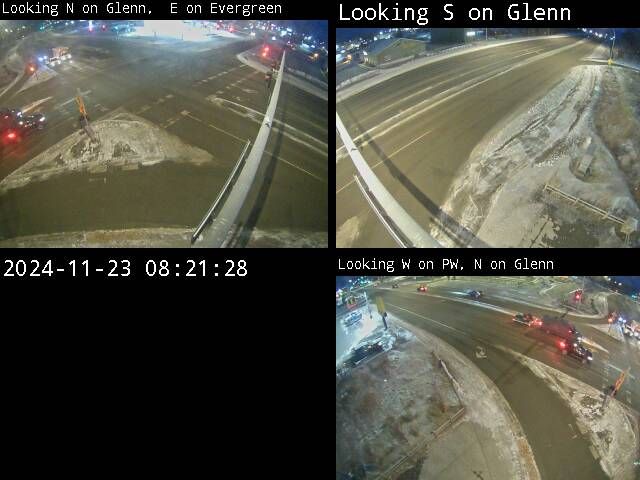 Looking N on Glenn, E on Evergreen
Looking S on Glenn
2024-11-23 08:21:28
Looking W on PW, N on Glenn